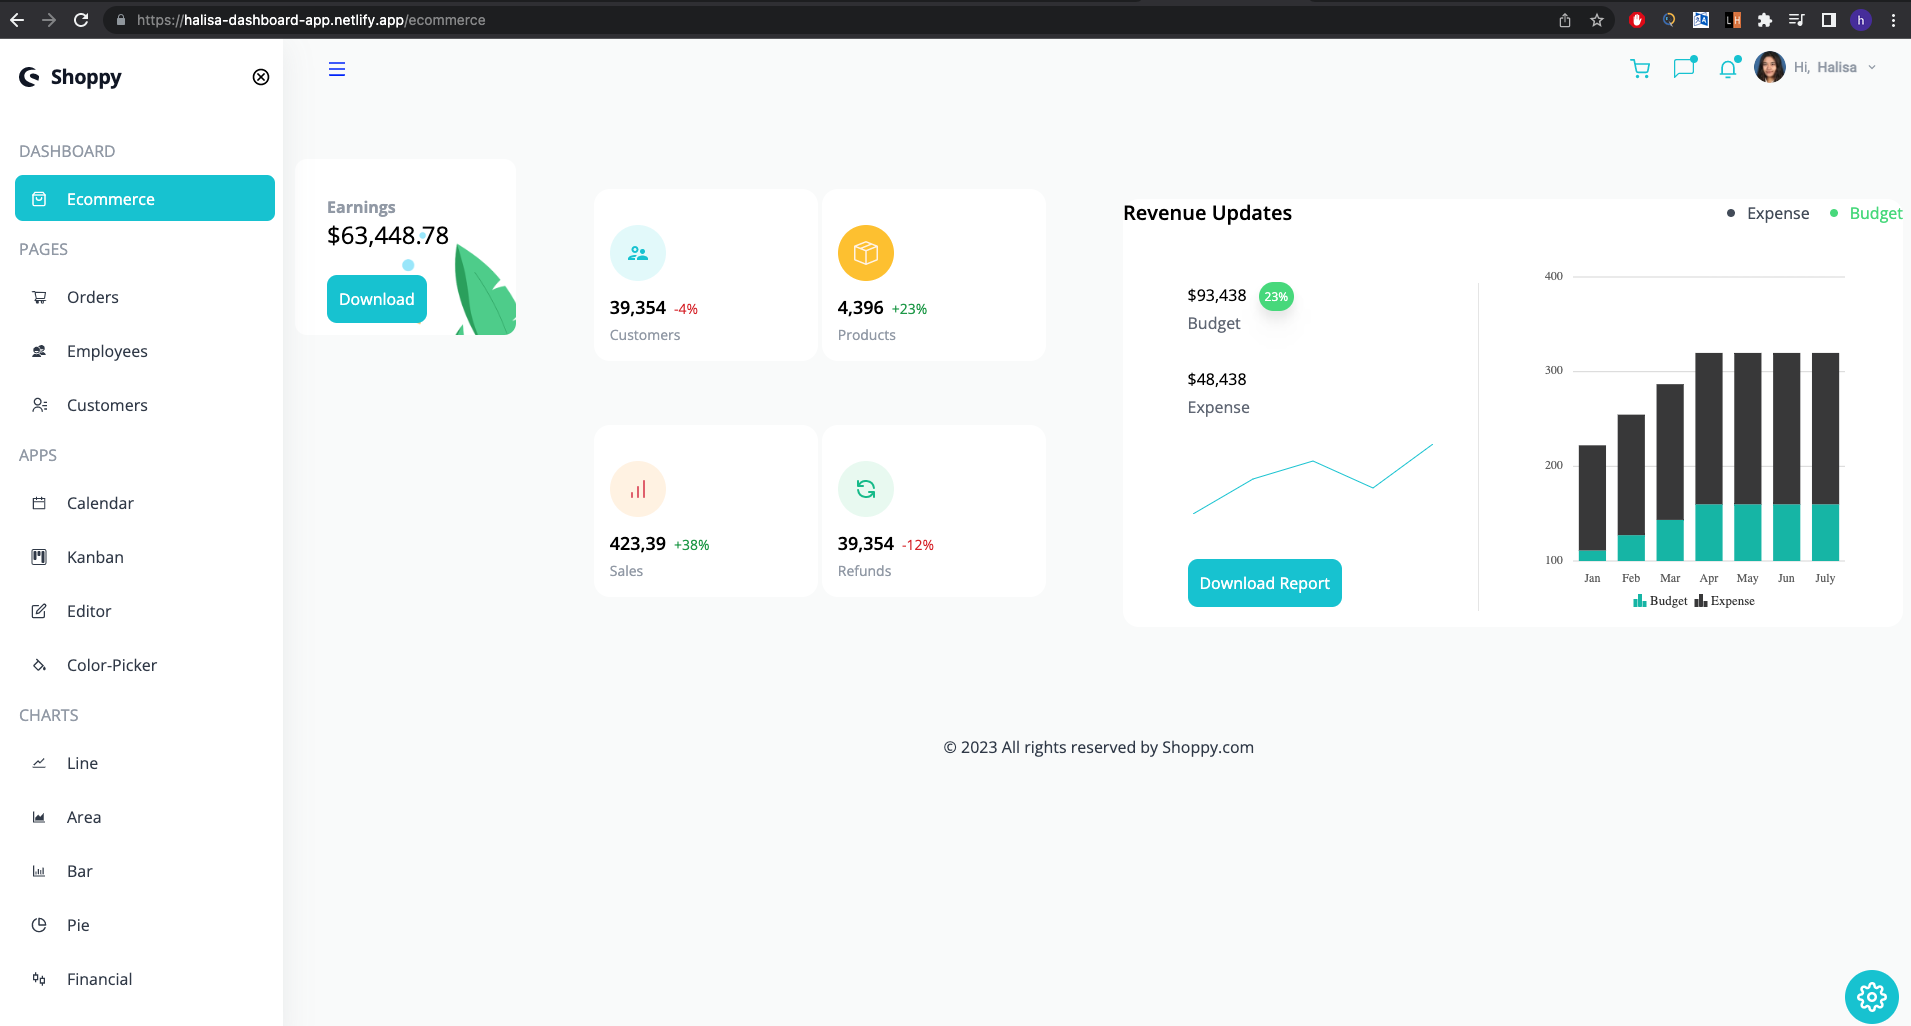 https://halisa-dashboard-app.netlify.app/ecommerce
LH
h
Shoppy
Hi, Halisa
DASHBOARD
Ecommerce
PAGES
Orders
Employees
Customers
APPS
Calendar
Kanban
Editor
Color-Picker
CHARTS
Line
Area
Bar
Pie
Financial
Earnings
$63,448.78
Download
39,354 -4%
Customers
4,396 +23%
Products
423,39 +38%
Sales
39,354 -12%
Refunds
Revenue Updates
Expense
Budget
$93,438 23%
Budget
$48,438
Expense
Download Report
400
300
200
100
Jan Feb Mar Apr May Jun July
Budget Expense
© 2023 All rights reserved by Shoppy.com